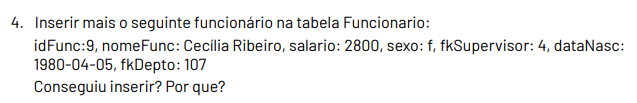 4. Inserir mais o seguinte funcionário na tabela Funcionario:
idFunc:9, nomeFunc: Cecília Ribeiro, salario: 2800, sexo: f, fkSupervisor: 4, dataNasc:
1980-04-05, fkDepto: 107
Conseguiu inserir? Por que?